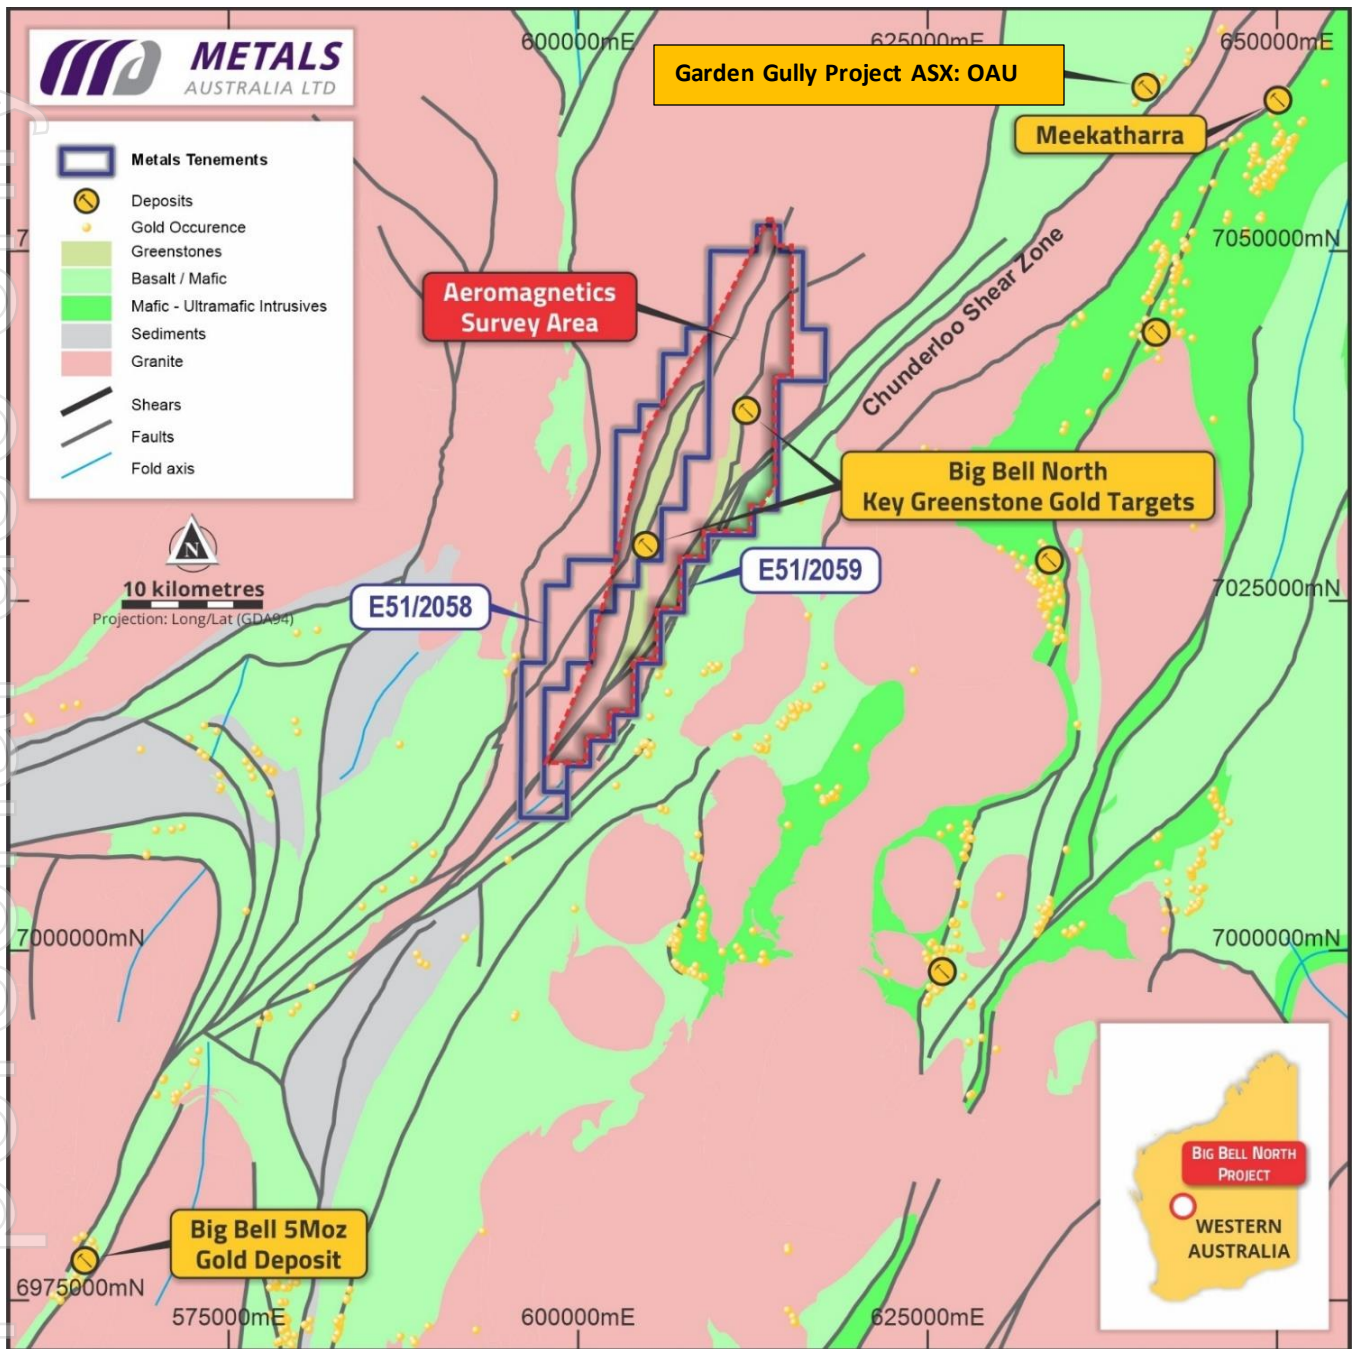 METALS
AUSTRALIA LTD
600000mE
625000mE
650000mE
Garden Gully Project ASX: OAU
Meekatharra
Metals Tenements
Deposits
Gold Occurence
Greenstones
Basalt / Mafic
Mafic - Ultramafic Intrusives
Sediments
Granite
Shears
Faults
Fold axis
7
7050000mN
Aeromagnetics
Survey Area
Chunderloo Shear Zone
Big Bell North
Key Greenstone Gold Targets
N
10 kilometres
Projection: Long/Lat (GDA94)
E51/2058
E51/2059
7025000mN
7000000mN
7000000mN
BIG BELL NORTH
PROJECT
WESTERN
AUSTRALIA
Big Bell 5Moz
Gold Deposit
6975000mN
575000mE
600000mE
625000mE